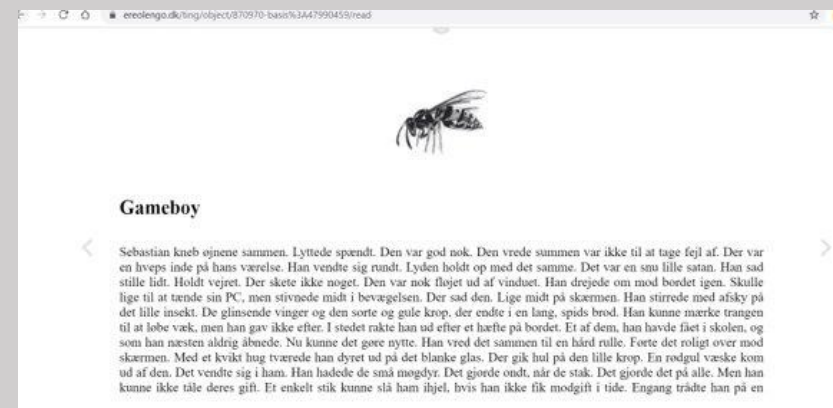 ereolengo.dk/ting/object/870970-basis%3A47990459/read
Gameboy
Sebastian kneb øjnene sammen. Lyttede spændt. Den var god nok. Den vrede summen var ikke til at tage fejl af. Der var
en hveps inde på hans værelse. Han vendte sig rundt. Lyden holdt op med det samme. Det var en snu lille satan. Han sad
stille lidt. Holdt vejret. Der skete ikke noget. Den var nok fløjet ud af vinduet. Han drejede om mod bordet igen. Skulle
lige til at tænde sin PC, men stivnede midt i bevægelsen. Der sad den. Lige midt på skærmen. Han stirrede med afsky på
det lille insekt. De glinsende vinger og den sorte og gule krop, der endte i en lang, spids brod. Han kunne mærke trangen
til at løbe væk, men han gav ikke efter. I stedet rakte han ud efter et hæfte på bordet. Et af dem, han havde fået i skolen, og
som han næsten aldrig åbnede. Nu kunne det gøre nytte. Han vred det sammen til en hård rulle. Førte det roligt over mod
skærmen. Med et kvikt hug tværede han dyret ud på det blanke glas. Der gik hul på den lille krop. En rødgul væske kom
ud af den. Det vendte sig i ham. Han hadede de små møgdyr. Det gjorde ondt, når de stak. Det gjorde det på alle. Men han
kunne ikke tåle deres gift. Et enkelt stik kunne slå ham ihjel, hvis han ikke fik modgift i tide. Engang trådte han på en